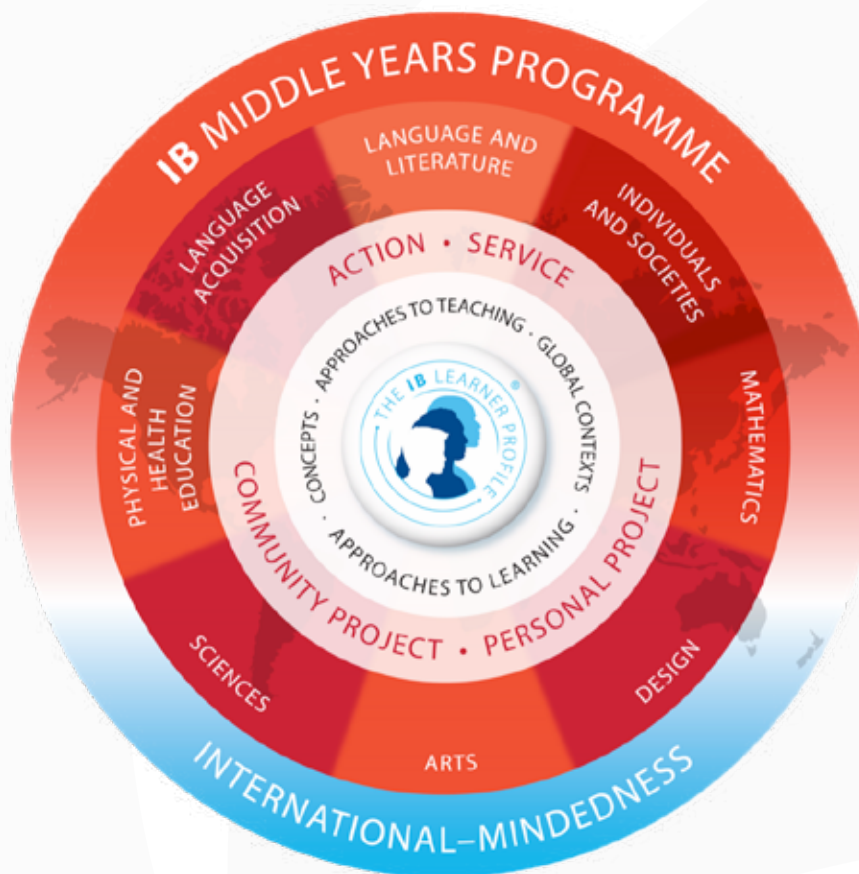 IB MIDDLE YEARS PROGRAMME
LANGUAGE AND
LITERATURE
INDIVIDUALS
AND SOCIETIES
MATHEMATICS
DESIGN
ARTS
SCIENCES
PHYSICAL AND
HEALTH
EDUCATION
LANGUAGE
ACQUISITION
ACTION • SERVICE
PERSONAL PROJECT •
COMMUNITY PROJECT
APPROACHES TO TEACHING · GLOBAL CONTEXTS ·
APPROACHES TO LEARNING · CONCEPTS ·
THE IB LEARNER PROFILE
®
INTERNATIONAL–MINDEDNESS